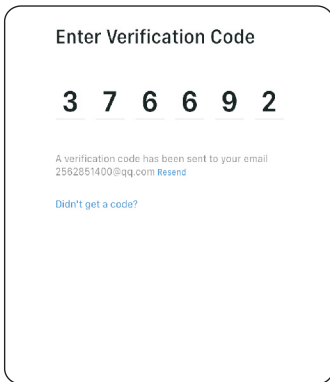 Enter Verification Code
3 7 6 6 9 2
A verification code has been sent to your email
2562851400@qq.com Resend
Didn't get a code?